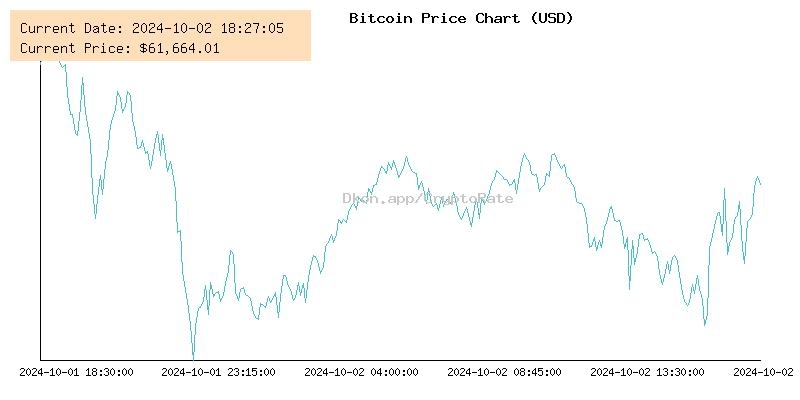 Bitcoin Price Chart (USD)
Current Date: 2024-10-02 18:27:05
Current Price: $61,664.01
Dkon.app/CryptoRate
2024-10-01 18:30:00 2024-10-01 23:15:00 2024-10-02 04:00:00 2024-10-02 08:45:00 2024-10-02 13:30:00 2024-10-02